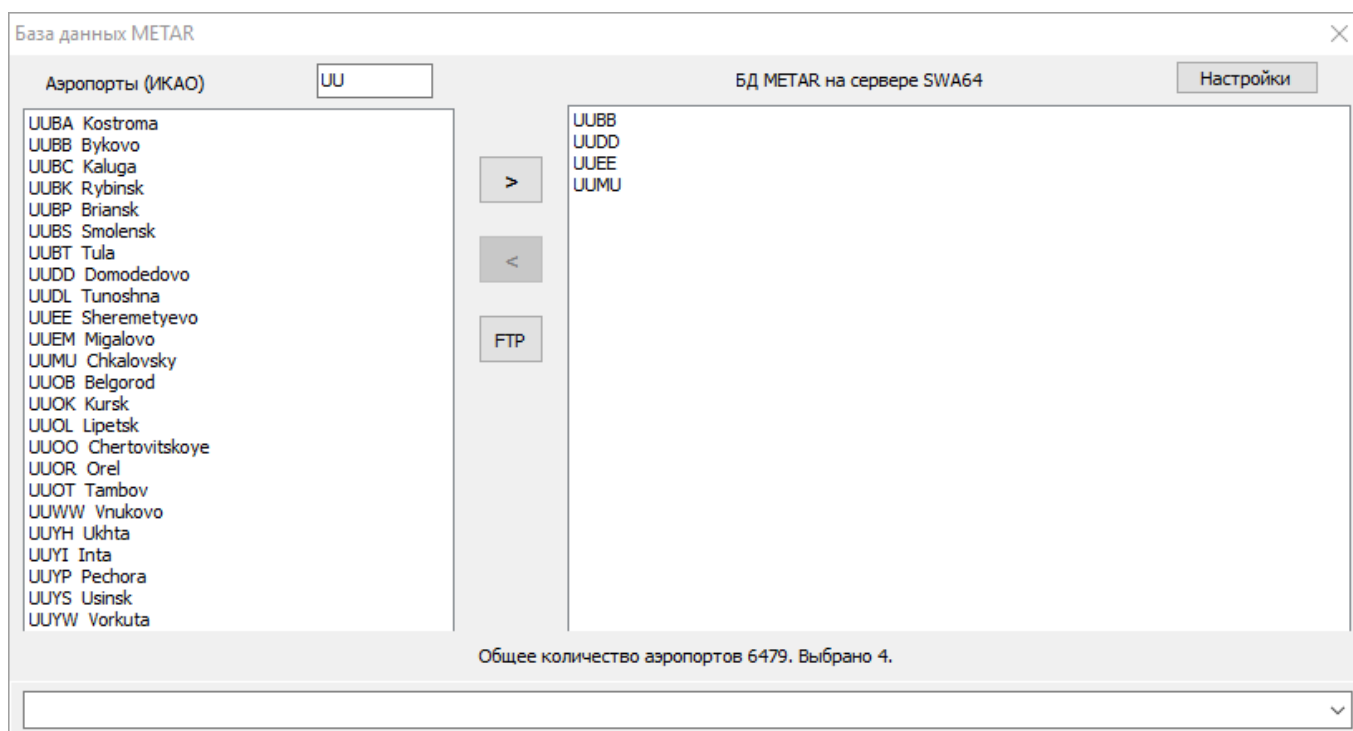 База данных METAR
Аэропорты (ИКАО)
UU
БД METAR на сервере SWA64
Настройки
UUBA Kostroma
UUBB Bykovo
UUBC Kaluga
UUBK Rybinsk
UUBP Briansk
UUBS Smolensk
UUBT Tula
UUDD Domodedovo
UUDL Tunoshna
UUEE Sheremetyevo
UUEM Migalovo
UUMU Chkalovsky
UUOB Belgorod
UUOK Kursk
UUOL Lipetsk
UUOO Chertovitskoye
UUOR Orel
UUOT Tambov
UUWW Vnukovo
UUYH Ukhta
UUYI Inta
UUYP Pechora
UUYS Usinsk
UUYW Vorkuta
>
<
FTP
UUBB
UUDD
UUEE
UUMU
Общее количество аэропортов 6479. Выбрано 4.